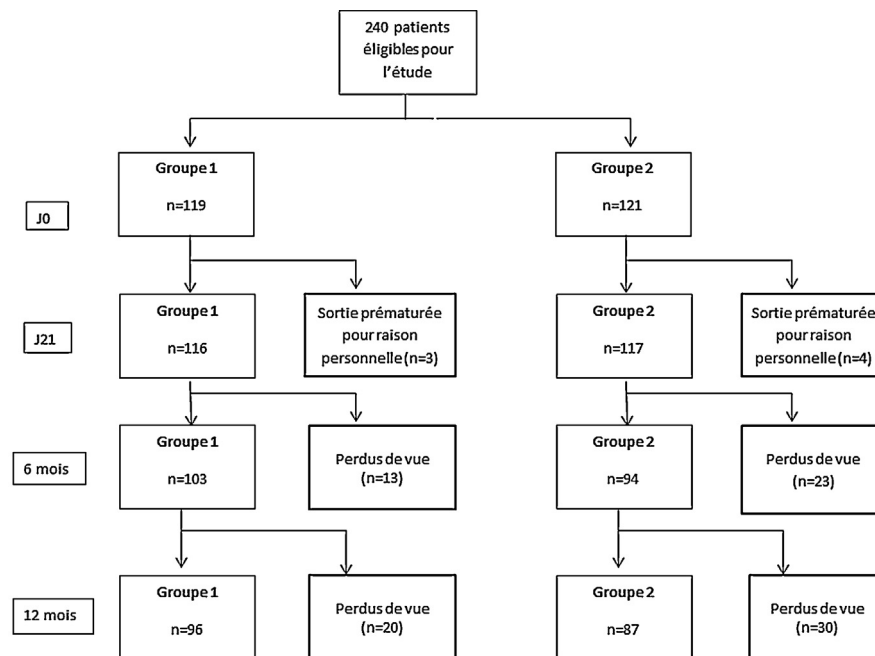 240 patients
éligibles pour
l'étude
Groupe 1
n=119
Groupe 2
n=121
J0
Groupe 1
n=116
Sortie prématurée
pour raison
personnelle (n=3)
Groupe 2
n=117
Sortie prématurée
pour raison
personnelle (n=4)
J21
Groupe 1
n=103
Perdus de vue
(n=13)
Groupe 2
n=94
Perdus de vue
(n=23)
6 mois
Groupe 1
n=96
Perdus de vue
(n=20)
Groupe 2
n=87
Perdus de vue
(n=30)
12 mois